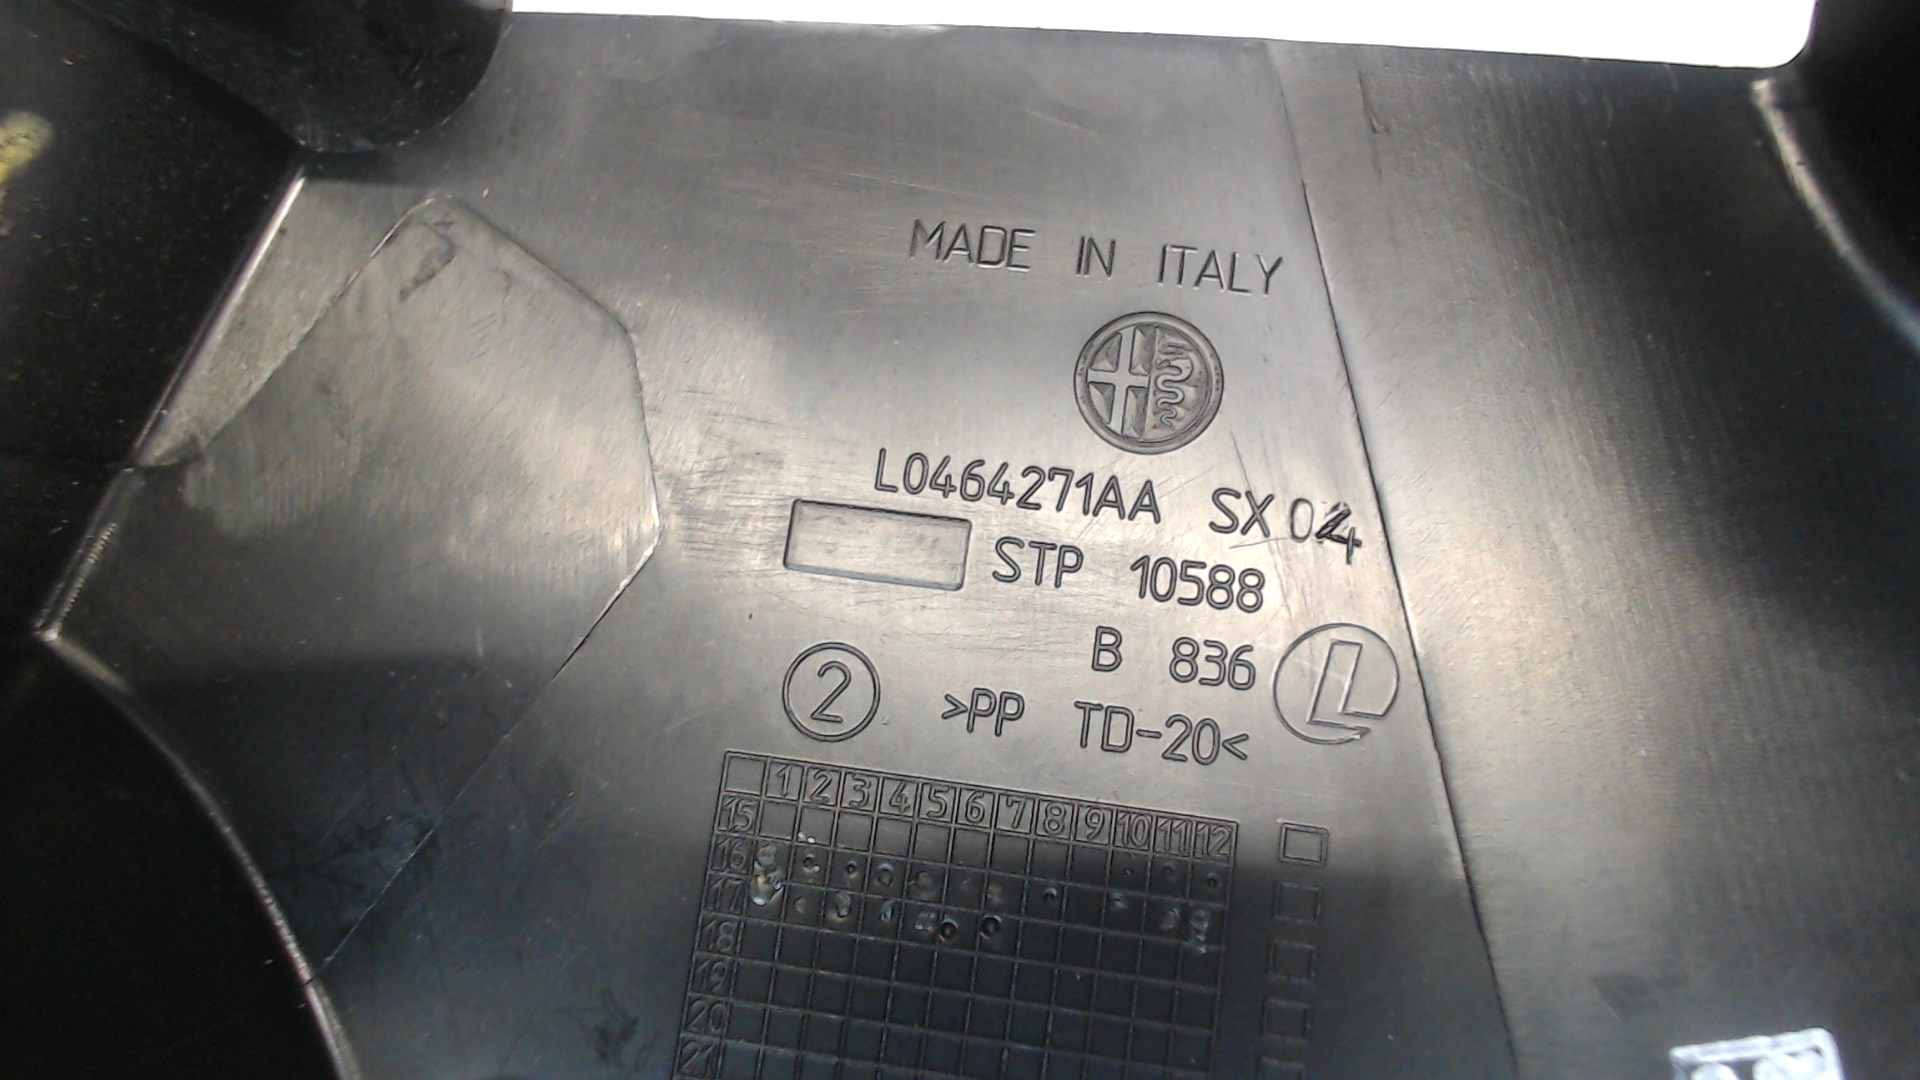 MADE IN ITALY
L0464271AA SX 04
STP 10588
B 836
L
2 >PP TD-20<
1 2 3 4 5 6 7 8 9 10 11 12
15
16
17
18
19
20
21